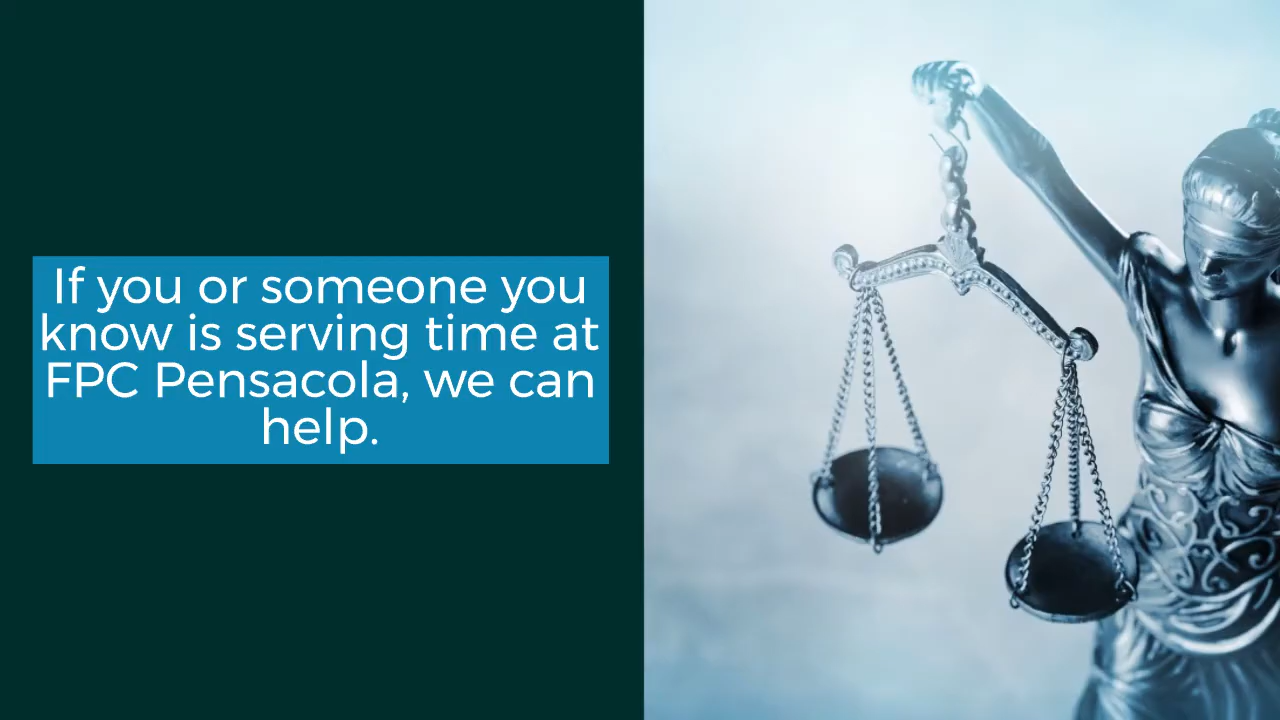 If you or someone you
know is serving time at
FPC Pensacola, we can
help.